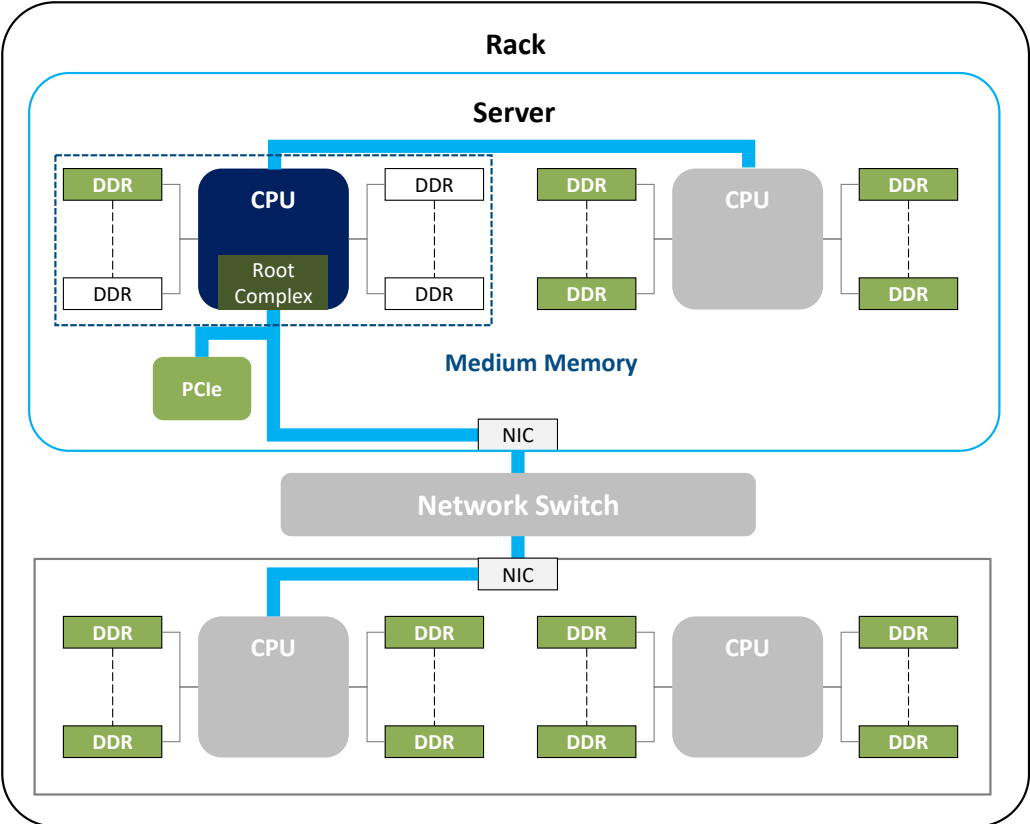 Rack
Server
DDR
CPU
DDR
DDR
CPU
DDR
Root
Complex
DDR
DDR
DDR
DDR
Medium Memory
PCIe
NIC
Network Switch
NIC
DDR
CPU
DDR
DDR
CPU
DDR
DDR
DDR
DDR
DDR